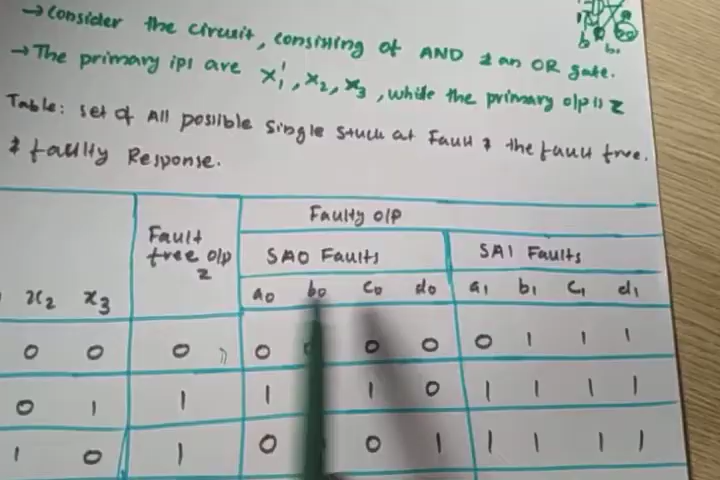 →Consider the circuit, consisting of AND & an OR gate.
→The primary ip1 are x1', x2, x3, while the primary o/p is z
Table: set of All possible single stuck at Fault & the fault free.
& faulty Response.
Faulty o/p
Fault free o/p z
SA0 Faults SA1 Faults
x2 x3 a0 b0 c0 d0 a1 b1 c1 d1
0 0 0 0 0 0 0 1 1 1
0 1 1 1 1 0 1 1 1 1
1 0 1 0 0 1 1 1 1 1